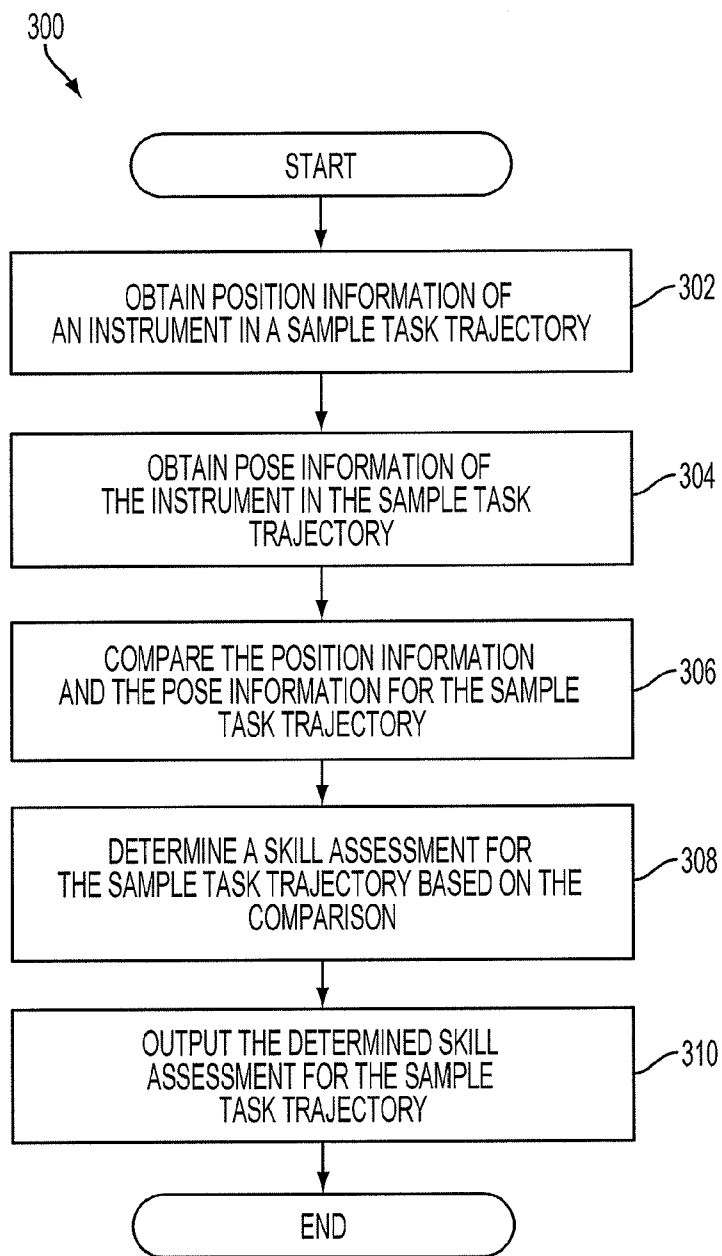 300
START
OBTAIN POSITION INFORMATION OF
AN INSTRUMENT IN A SAMPLE TASK TRAJECTORY
302
OBTAIN POSE INFORMATION OF
THE INSTRUMENT IN THE SAMPLE TASK
TRAJECTORY
304
COMPARE THE POSITION INFORMATION
AND THE POSE INFORMATION FOR THE SAMPLE
TASK TRAJECTORY
306
DETERMINE A SKILL ASSESSMENT FOR
THE SAMPLE TASK TRAJECTORY BASED ON THE
COMPARISON
308
OUTPUT THE DETERMINED SKILL
ASSESSMENT FOR THE SAMPLE
TASK TRAJECTORY
310
END